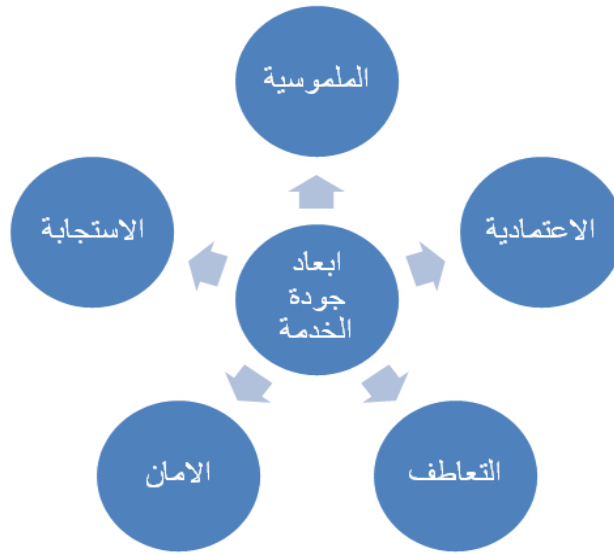 الملموسية
الاعتمادية
الاستجابة
ابعاد
جودة
الخدمة
التعاطف
الامان